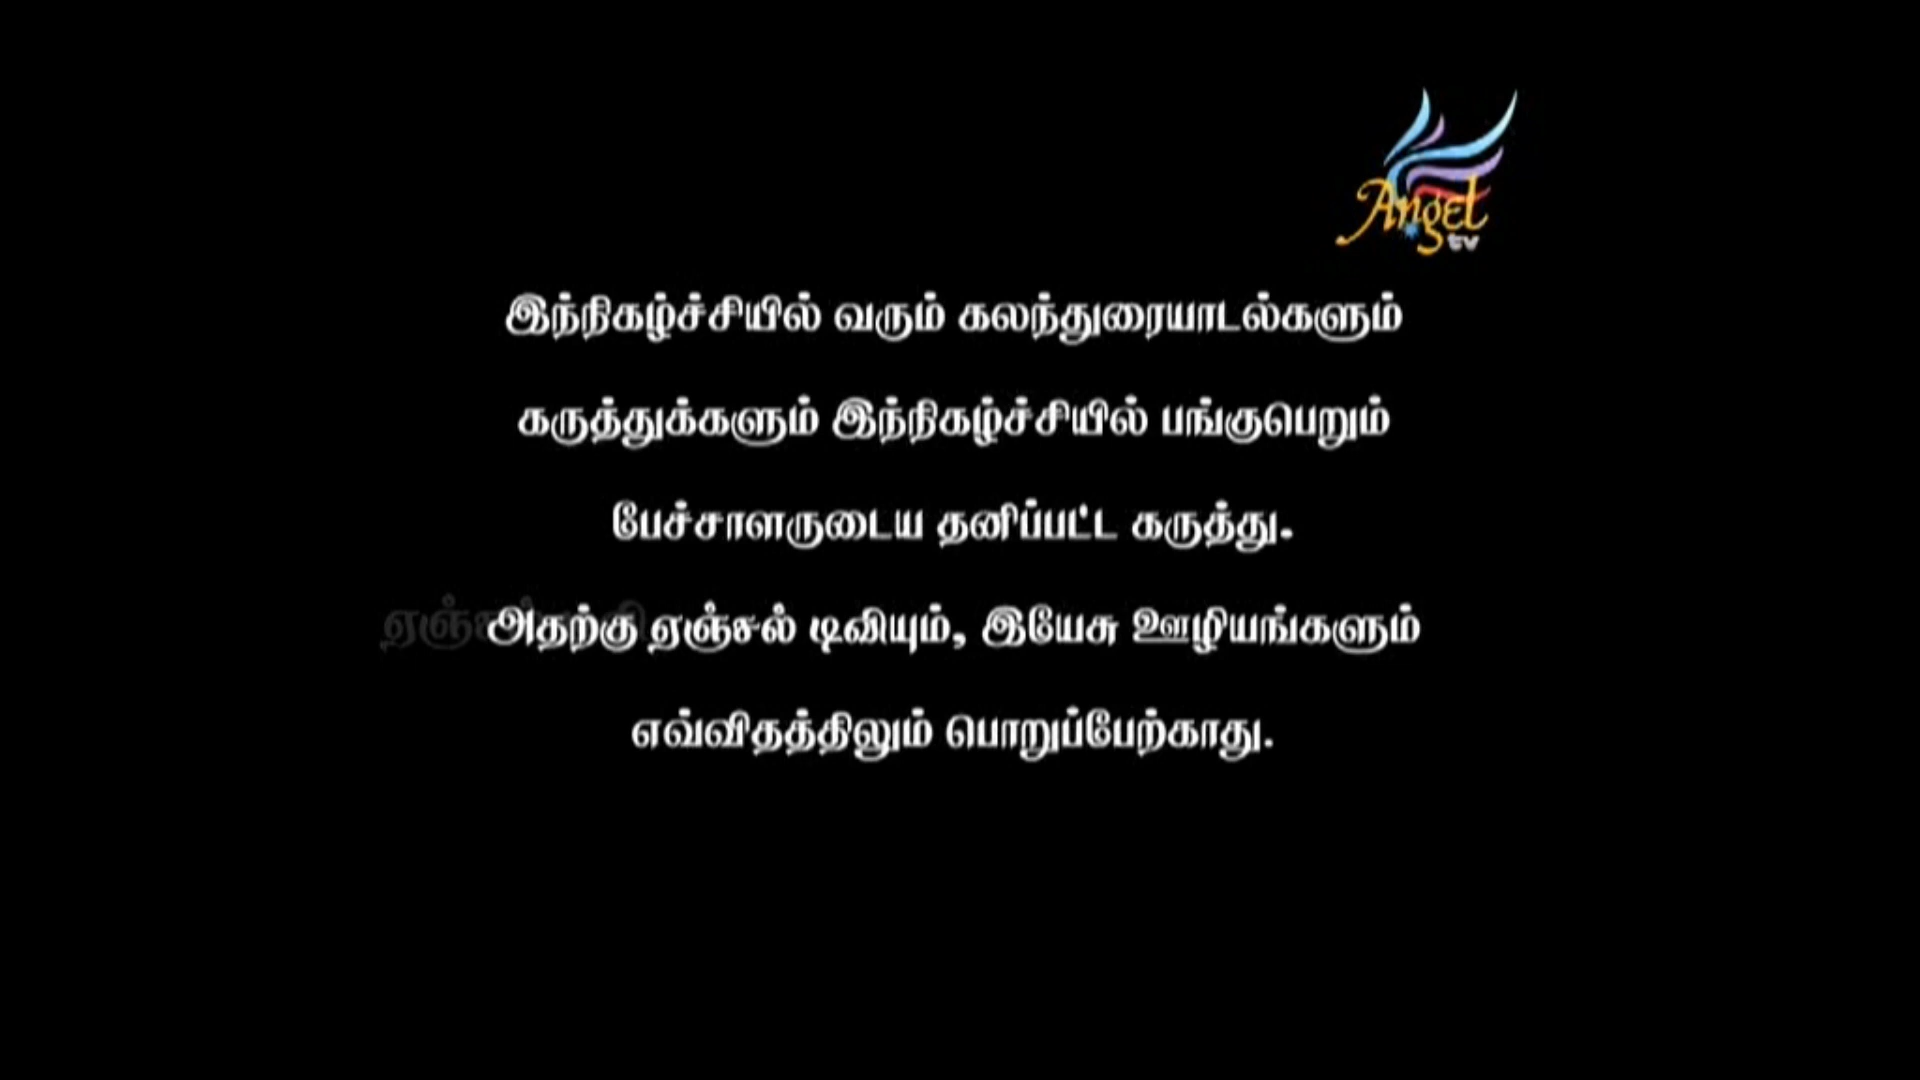 Angel
tv
இந்நிகழ்ச்சியில் வரும் கலந்துரையாடல்களும்
கருத்துக்களும் இந்நிகழ்ச்சியில் பங்குபெறும்
பேச்சாளருடைய தனிப்பட்ட கருத்து.
அதற்கு ஏஞ்சல் டிவியும், இயேசு ஊழியங்களும்
எவ்விதத்திலும் பொறுப்பேற்காது.